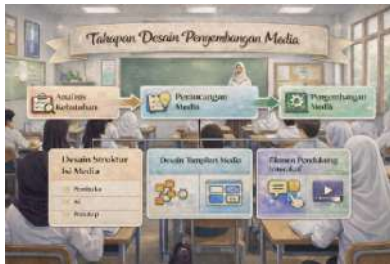 Tahapan Desain Pengembangan Media
Analisis
Kebutuhan
Perancangan
Media
Pengembangan
Media
Desain Struktur
Isi Media
Pembuka
Isi
Penutup
Desain Tampilan Media
Elemen Pendukung
Interaktif